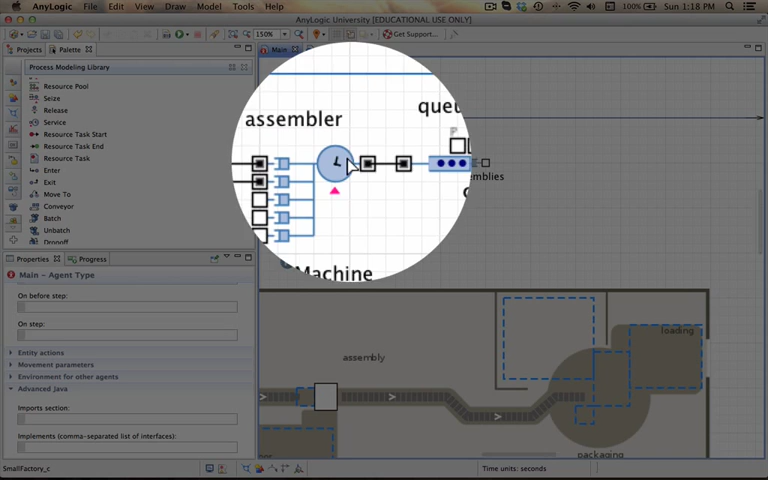 AnyLogic File Edit View Draw Model Tools Help 100% Sun 1:18 PM
AnyLogic University [EDUCATIONAL USE ONLY]
150% Get Support...
Projects Palette
Main
Process Modeling Library
Resource Pool
Seize
Release
Service
Resource Task Start
Resource Task End
Resource Task
Enter
Exit
Move To
Conveyor
Batch
Unbatch
Dropoff
assembler
queu
P
emblies
Machine
Properties Progress
Main - Agent Type
On before step:
On step:
Entity actions
Movement parameters
Environment for other agents
Advanced Java
Imports section:
Implements (comma-separated list of interfaces):
assembly
loading
packaging
SmallFactory_c
Time units: seconds